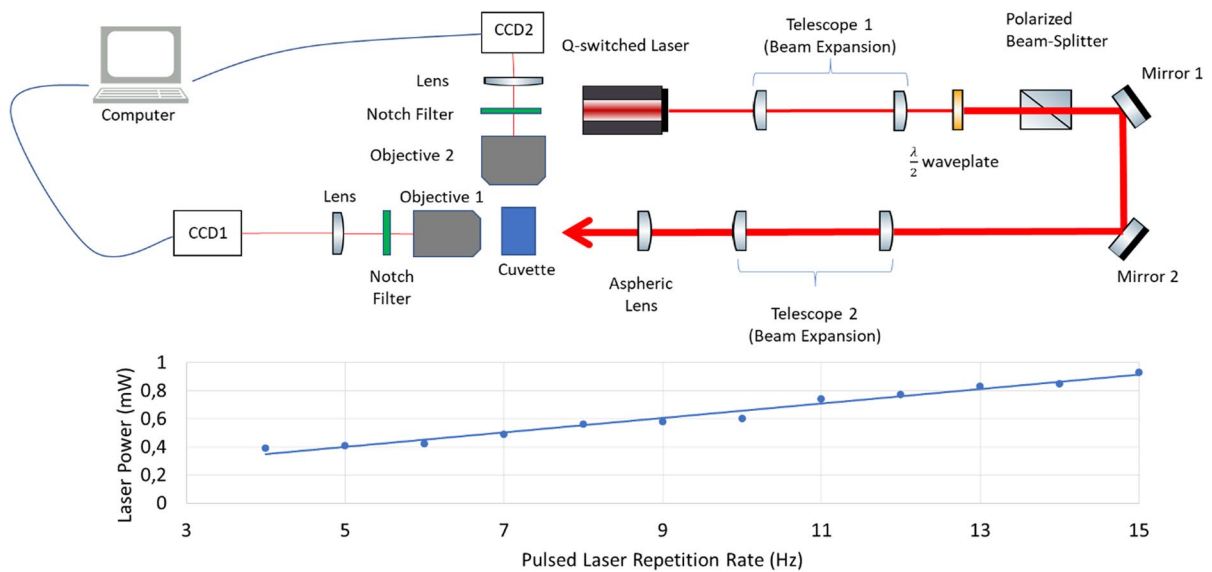 CCD2
Computer
Lens
Notch Filter
Objective 2
Q-switched Laser
Telescope 1
(Beam Expansion)
Polarized
Beam-Splitter
Mirror 1
λ/2 waveplate
CCD1
Lens
Notch
Filter
Objective 1
Cuvette
Aspheric
Lens
Telescope 2
(Beam Expansion)
Mirror 2
Laser Power (mW)
1
0,8
0,6
0,4
0,2
0
3 5 7 9 11 13 15
Pulsed Laser Repetition Rate (Hz)